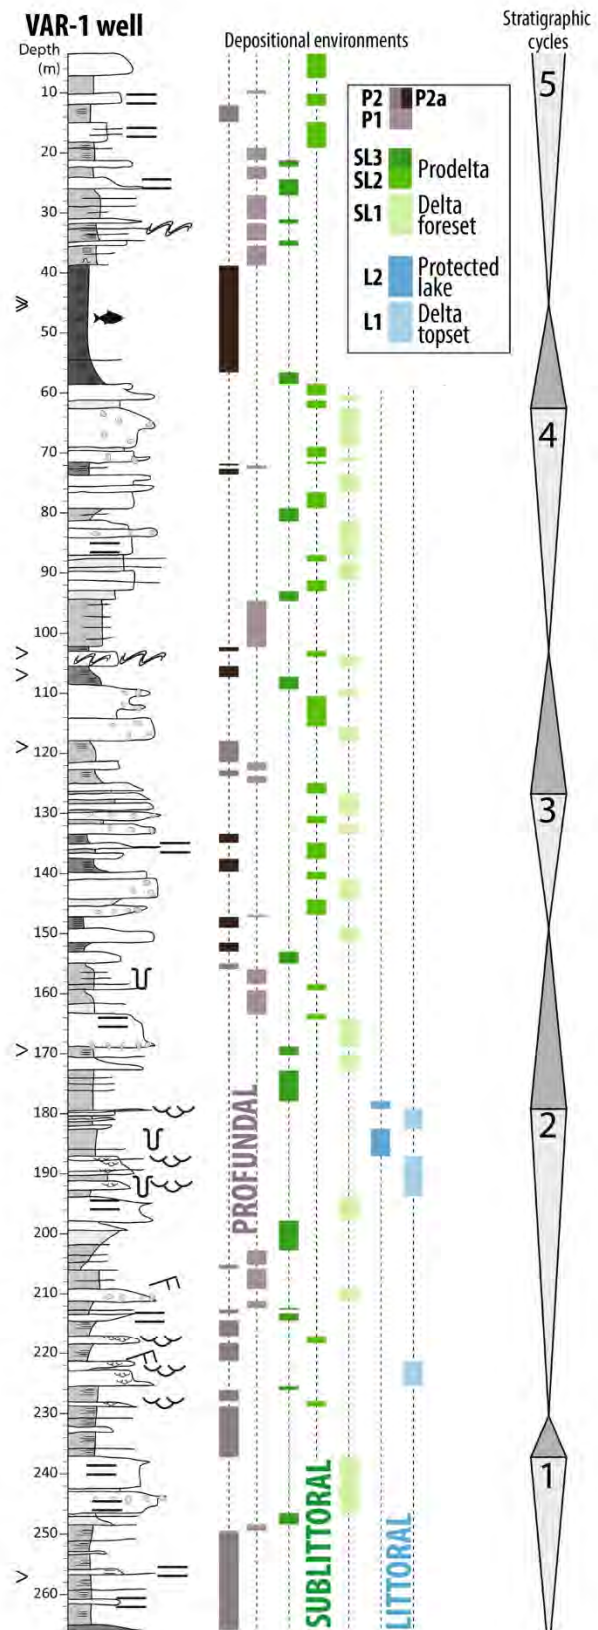 VAR-1 well
Depth
(m)
Depositional environments
Stratigraphic
cycles
P2 P2a
P1
SL3
SL2 Prodelta
SL1 Delta
foreset
L2 Protected
lake
L1 Delta
topset
10
20
30
40
50
60
70
80
90
100
110
120
130
140
150
160
170
180
190
200
210
220
230
240
250
260
PROFUNDAL
SUBLITTORAL
LITTORAL
F
F
5
4
3
2
1